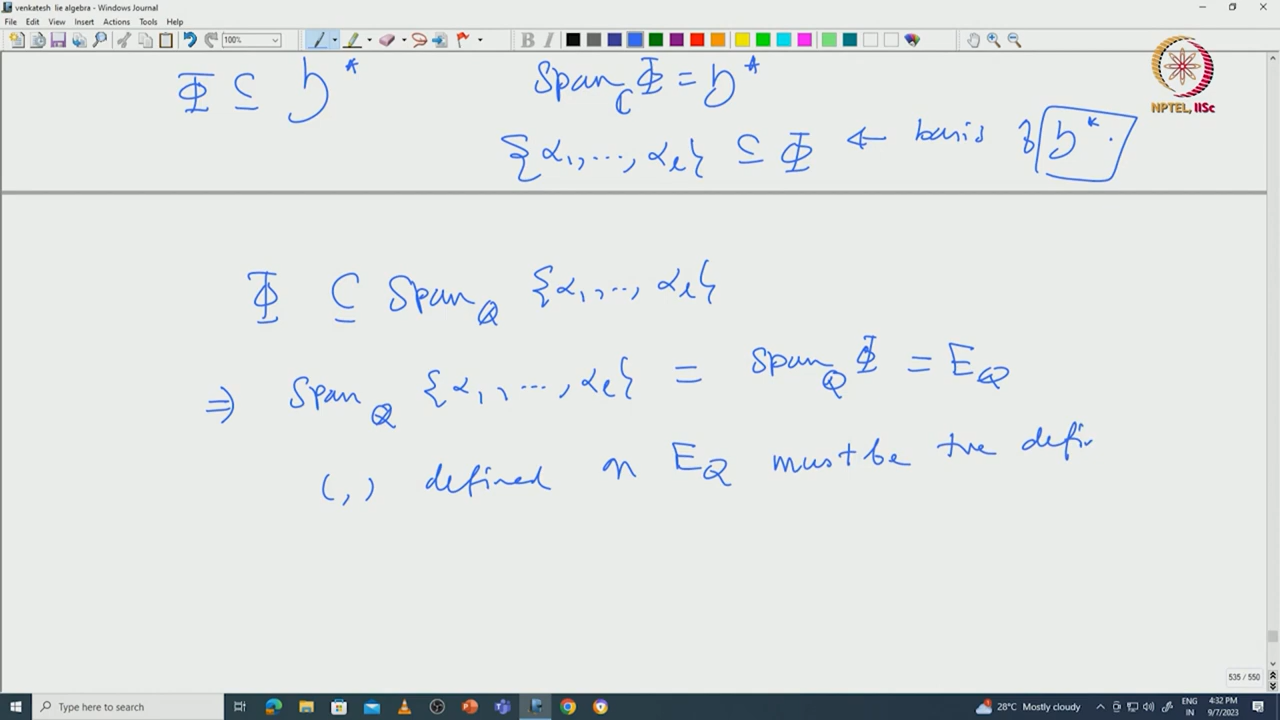 venkatesh lie algebra - Windows Journal
File Edit View Insert Actions Tools Help
100%
B I
NPTEL, IISc
Φ ⊆ h* Span_C Φ = h*
{α1, ..., αl} ⊆ Φ ← basis of h*.
Φ ⊆ Span_Q {α1, ..., αl}
⇒ Span_Q {α1, ..., αl} = Span_Q Φ = E_Q
(,) defined on E_Q must be +ve defi
535 / 550
Type here to search
28°C Mostly cloudy
ENG
IN
4:32 PM
9/7/2023